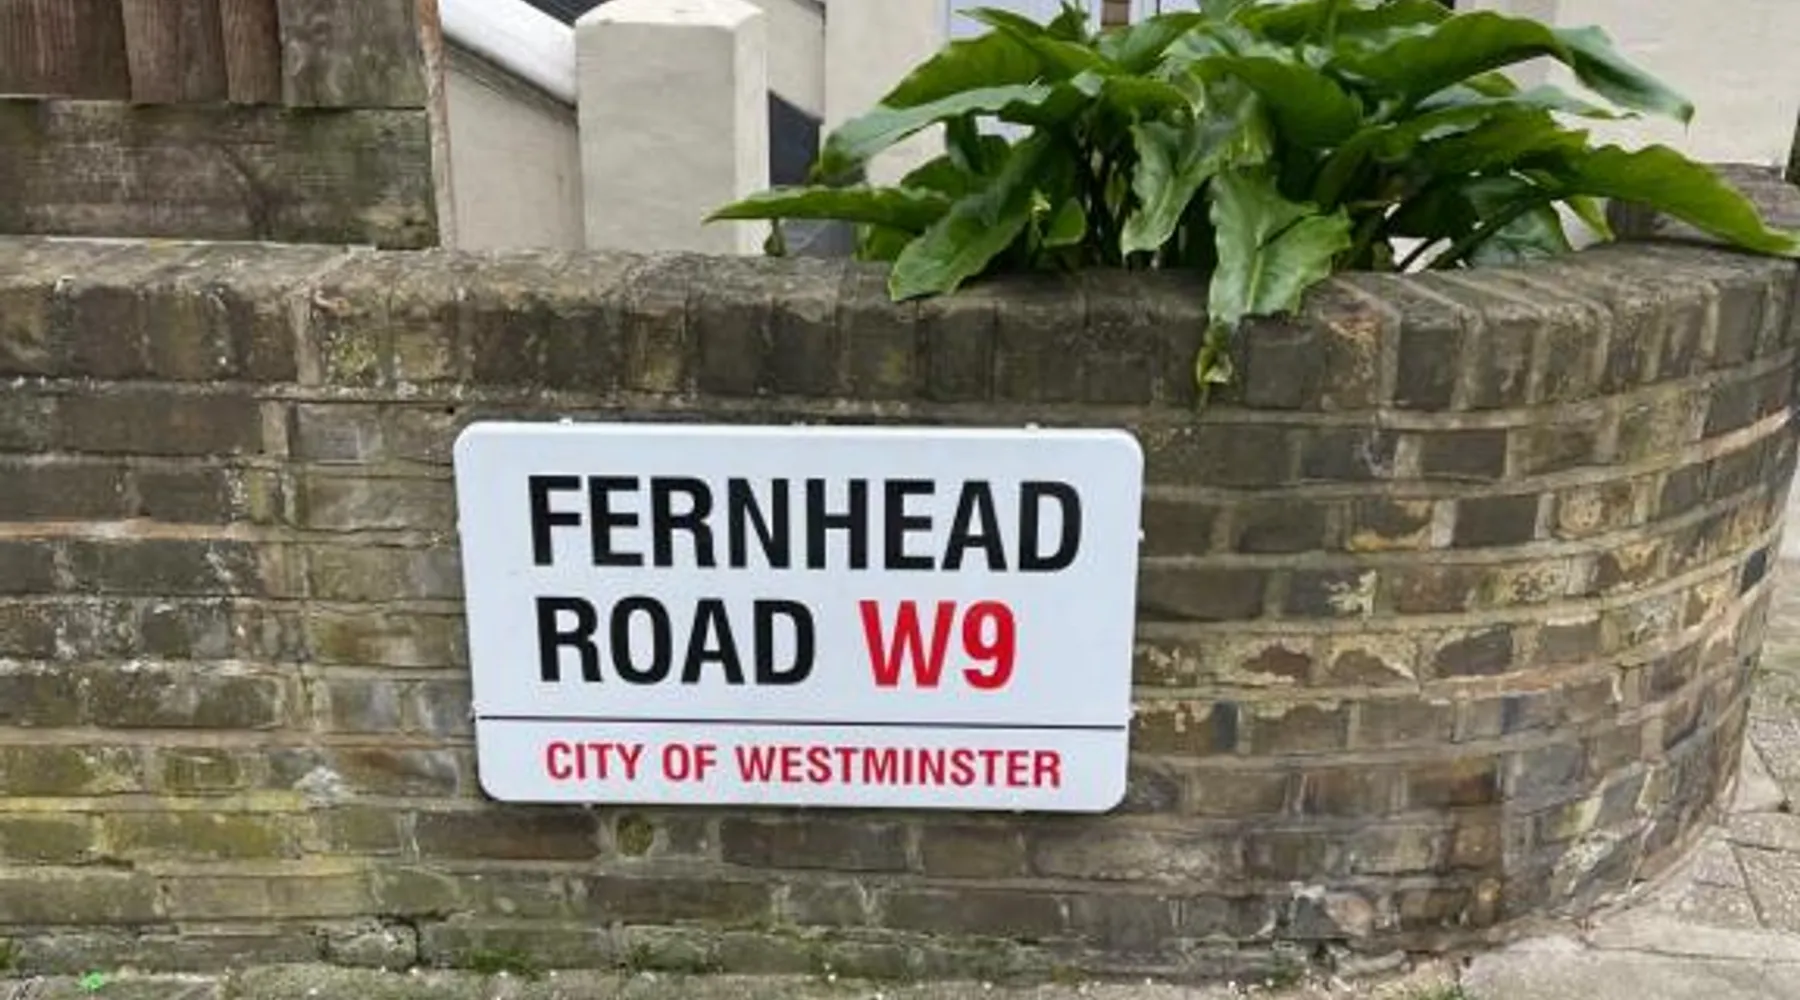 FERNHEAD
ROAD W9
CITY OF WESTMINSTER